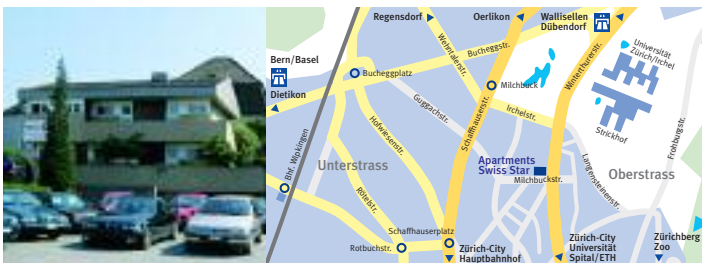 Regensdorf
Oerlikon
Wallisellen
Dübendorf
Bern/Basel
Dietikon
Wehntalerstr.
Bucheggstr.
Bucheggplatz
Milchbuck
Winterthurerstr.
Universität
Zürich/Irchel
Guggachstr.
Schaffhauserstr.
Irchelstr.
Strickhof
Frohburgstr.
Hofwiesenstr.
Bhf. Wipkingen
Unterstrass
Apartments
Swiss Star
Milchbuckstr.
Langensteinenstr.
Oberstrass
Rötelstr.
Schaffhauserplatz
Rotbuchstr.
Zürich-City
Hauptbahnhof
Zürich-City
Universität
Spital/ETH
Zürichberg
Zoo